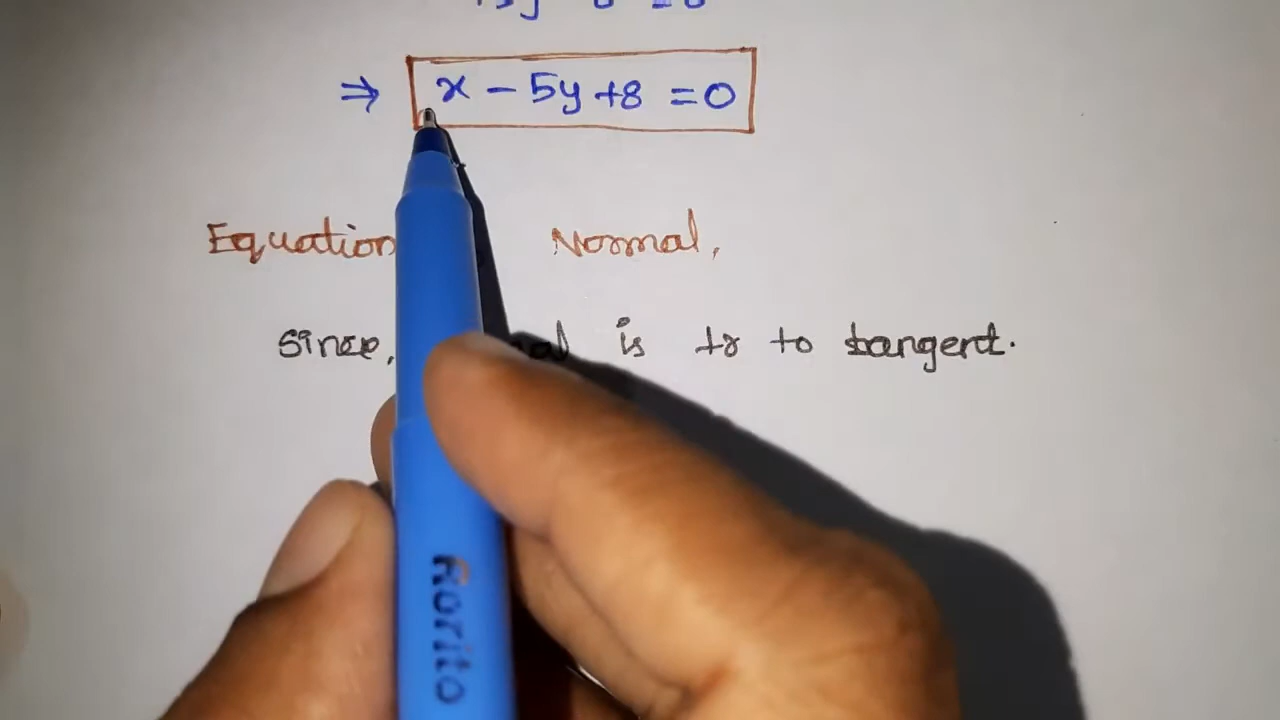 ⇒ x - 5y + 8 = 0
Equation Normal,
Since, is to tangent.
Rorito